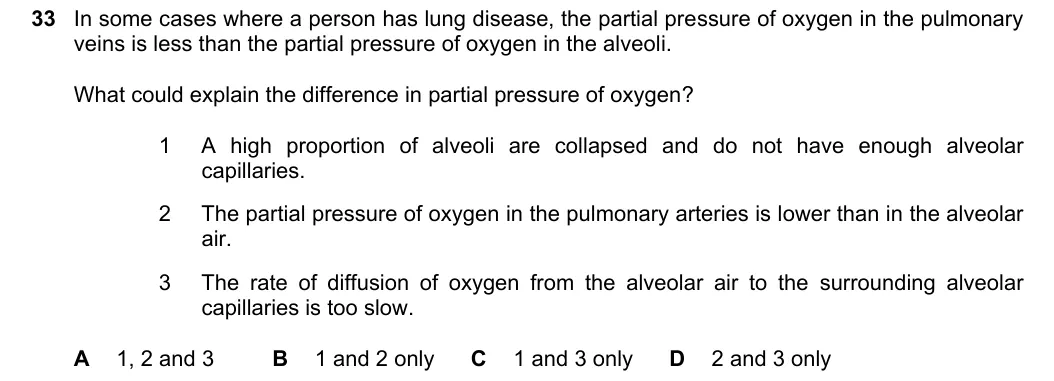 33 In some cases where a person has lung disease, the partial pressure of oxygen in the pulmonary
veins is less than the partial pressure of oxygen in the alveoli.
What could explain the difference in partial pressure of oxygen?
1 A high proportion of alveoli are collapsed and do not have enough alveolar
capillaries.
2 The partial pressure of oxygen in the pulmonary arteries is lower than in the alveolar
air.
3 The rate of diffusion of oxygen from the alveolar air to the surrounding alveolar
capillaries is too slow.
A 1, 2 and 3 B 1 and 2 only C 1 and 3 only D 2 and 3 only